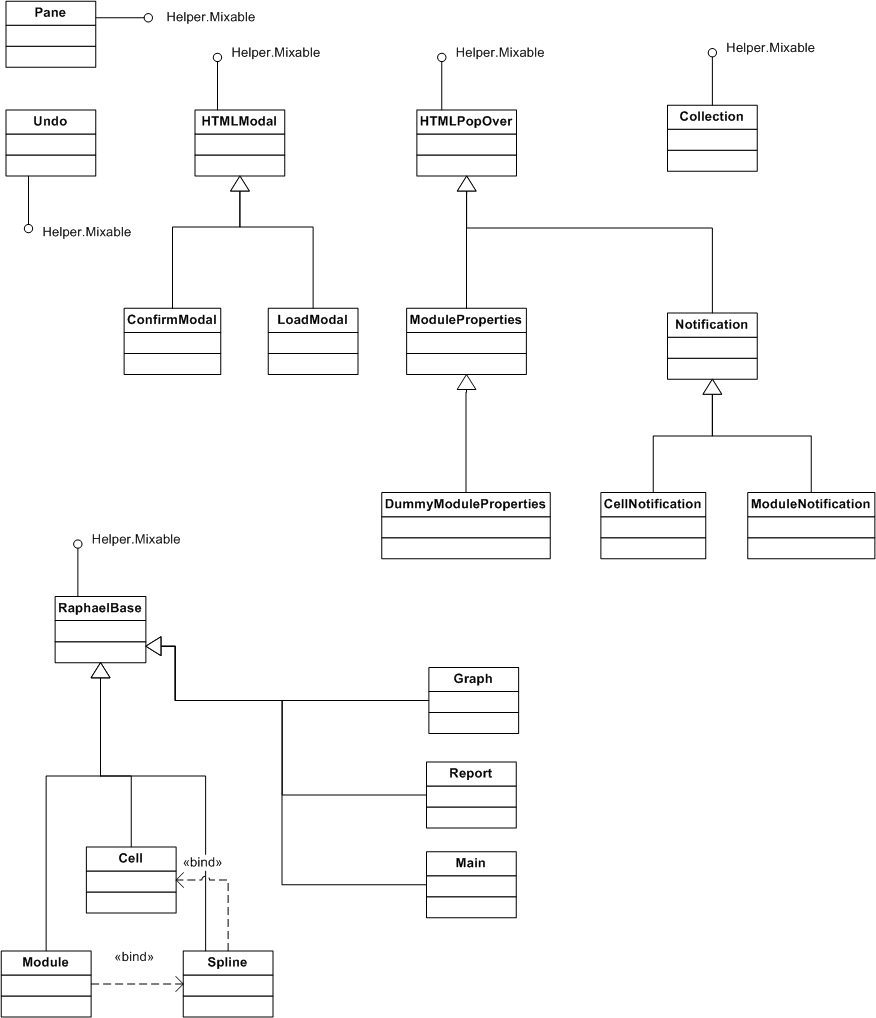 Pane
Helper.Mixable
Helper.Mixable
Helper.Mixable
Helper.Mixable
Undo
HTMLModal
HTMLPopOver
Collection
Helper.Mixable
ConfirmModal
LoadModal
ModuleProperties
Notification
DummyModuleProperties
CellNotification
ModuleNotification
Helper.Mixable
RaphaelBase
Graph
Report
Cell
«bind»
Main
«bind»
Module
Spline